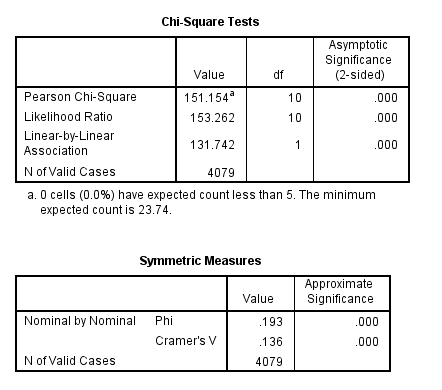 Chi-Square Tests
Value df Asymptotic Significance (2-sided)
Pearson Chi-Square 151.154a 10 .000
Likelihood Ratio 153.262 10 .000
Linear-by-Linear Association 131.742 1 .000
N of Valid Cases 4079
a. 0 cells (0.0%) have expected count less than 5. The minimum
expected count is 23.74.
Symmetric Measures
Value Approximate Significance
Nominal by Nominal Phi .193 .000
Cramer's V .136 .000
N of Valid Cases 4079